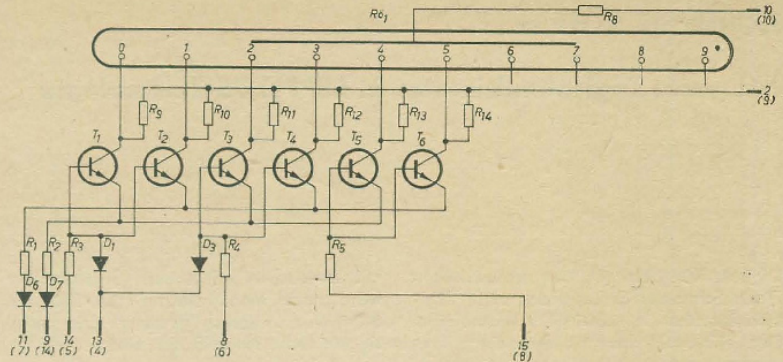 Rö1 R8 10
(10)
0 1 2 3 4 5 6 7 8 9
2
(9)
R9 R10 R11 R12 R13 R14
T1 T2 T3 T4 T5 T6
R1 R2 R3 D1 D3 R4 R5
D6 D7
11 9 14 13 8 15
(7) (14) (5) (4) (6) (8)